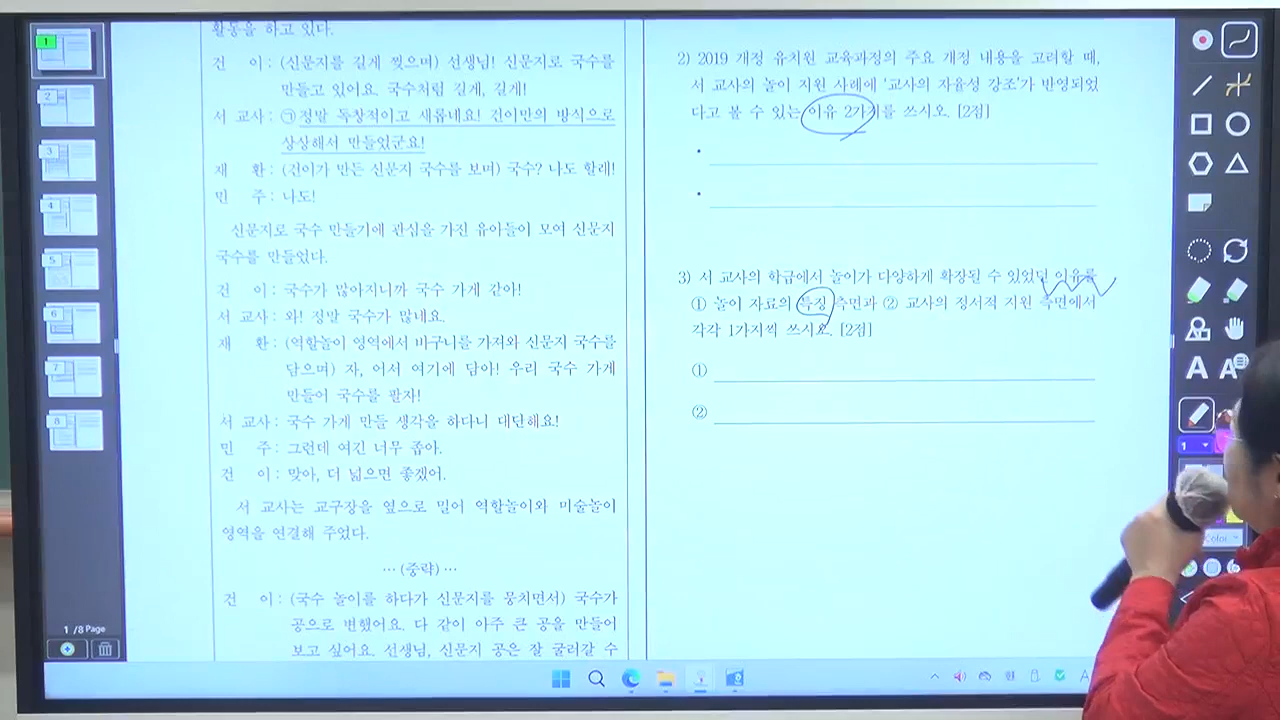 활동을 하고 있다.
건 이: (신문지를 길게 찢으며) 선생님! 신문지로 국수를
만들고 있어요. 국수처럼 길게, 길게!
서 교사: ㉠정말 독창적이고 새롭네요! 건이만의 방식으로
상상해서 만들었군요!
재 환: (건이가 만든 신문지 국수를 보며) 국수? 나도 할래!
민 주: 나도!
신문지로 국수 만들기에 관심을 가진 유아들이 모여 신문지
국수를 만들었다.
건 이: 국수가 많아지니까 국수 가게 같아!
서 교사: 와! 정말 국수가 많네요.
재 환: (역할놀이 영역에서 바구니를 가져와 신문지 국수를
담으며) 자, 어서 여기에 담아! 우리 국수 가게
만들어 국수를 팔자!
서 교사: 국수 가게 만들 생각을 하다니 대단해요!
민 주: 그런데 여긴 너무 좁아.
건 이: 맞아, 더 넓으면 좋겠어.
서 교사는 교구장을 옆으로 밀어 역할놀이와 미술놀이
영역을 연결해 주었다.
… (중략) …
건 이: (국수 놀이를 하다가 신문지를 뭉치면서) 국수가
공으로 변했어요. 다 같이 아주 큰 공을 만들어
보고 싶어요. 선생님, 신문지 공은 잘 굴러갈 수
2) 2019 개정 유치원 교육과정의 주요 개정 내용을 고려할 때,
서 교사의 놀이 지원 사례에 ‘교사의 자율성 강조’가 반영되었
다고 볼 수 있는 이유 2가지를 쓰시오. [2점]
•
•
3) 서 교사의 학급에서 놀이가 다양하게 확장될 수 있었던 이유를
① 놀이 자료의 특징 측면과 ② 교사의 정서적 지원 측면에서
각각 1가지씩 쓰시오. [2점]
①
②
1
2
3
4
5
6
7
8
1 /8 Page
A
A
1
Color
한
A